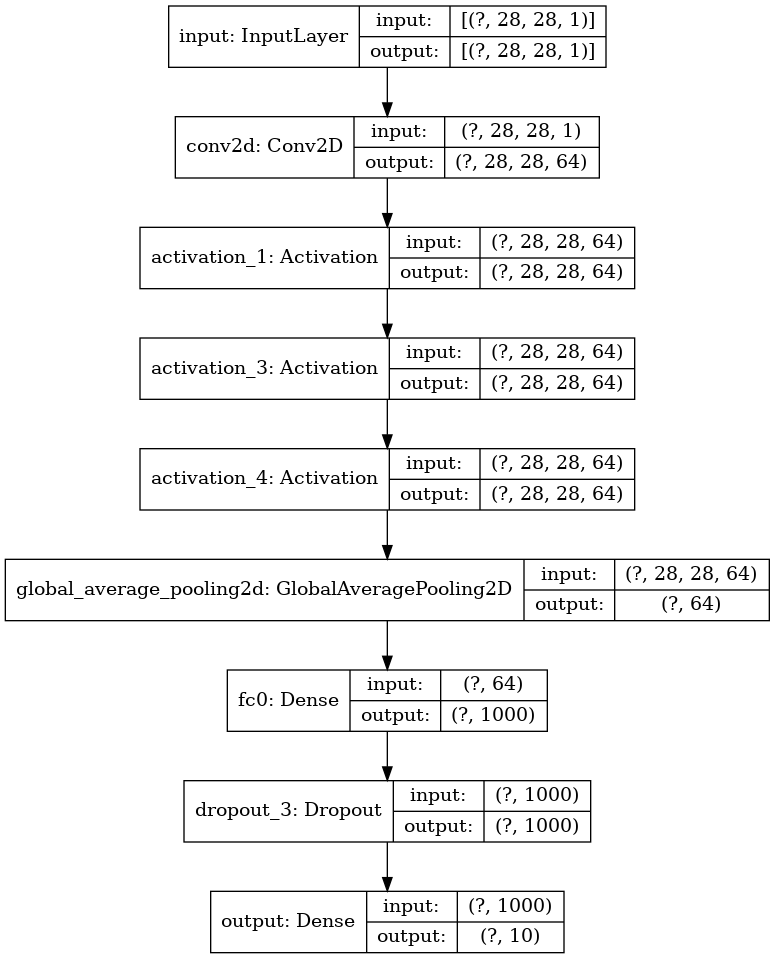 input: InputLayer
input: [(?, 28, 28, 1)]
output: [(?, 28, 28, 1)]
conv2d: Conv2D
input: (?, 28, 28, 1)
output: (?, 28, 28, 64)
activation_1: Activation
input: (?, 28, 28, 64)
output: (?, 28, 28, 64)
activation_3: Activation
input: (?, 28, 28, 64)
output: (?, 28, 28, 64)
activation_4: Activation
input: (?, 28, 28, 64)
output: (?, 28, 28, 64)
global_average_pooling2d: GlobalAveragePooling2D
input: (?, 28, 28, 64)
output: (?, 64)
fc0: Dense
input: (?, 64)
output: (?, 1000)
dropout_3: Dropout
input: (?, 1000)
output: (?, 1000)
output: Dense
input: (?, 1000)
output: (?, 10)